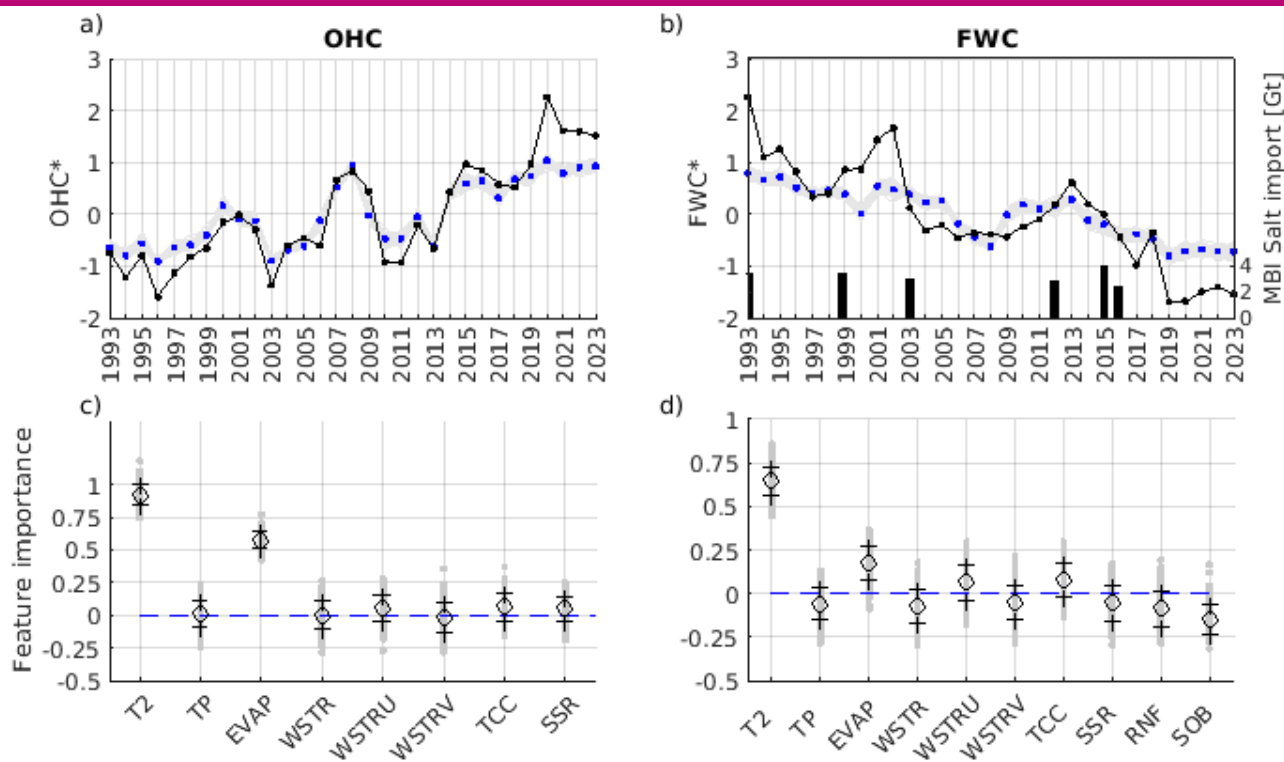 a)
OHC
3
2
1
0
-1
-2
OHC*
1993
1995
1997
1999
2001
2003
2005
2007
2009
2011
2013
2015
2017
2019
2021
2023
b)
FWC
3
2
1
0
-1
-2
FWC*
4
2
0
MBI Salt import [Gt]
1993
1995
1997
1999
2001
2003
2005
2007
2009
2011
2013
2015
2017
2019
2021
2023
c)
1
0.75
0.5
0.25
0
-0.25
-0.5
Feature importance
T2
TP
EVAP
WSTR
WSTRU
WSTRV
TCC
SSR
d)
1
0.75
0.5
0.25
0
-0.25
-0.5
T2
TP
EVAP
WSTR
WSTRU
WSTRV
TCC
SSR
RNF
SOB